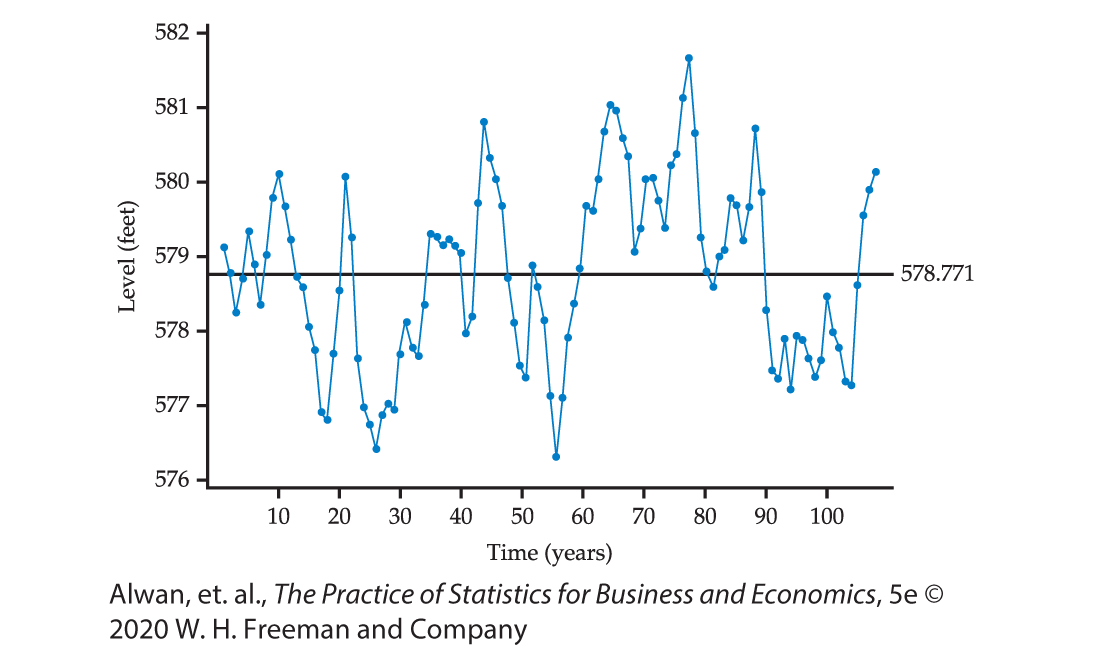 582
581
580
579
578
577
576
Level (feet)
578.771
10 20 30 40 50 60 70 80 90 100
Time (years)
Alwan, et. al., The Practice of Statistics for Business and Economics, 5e ©
2020 W. H. Freeman and Company